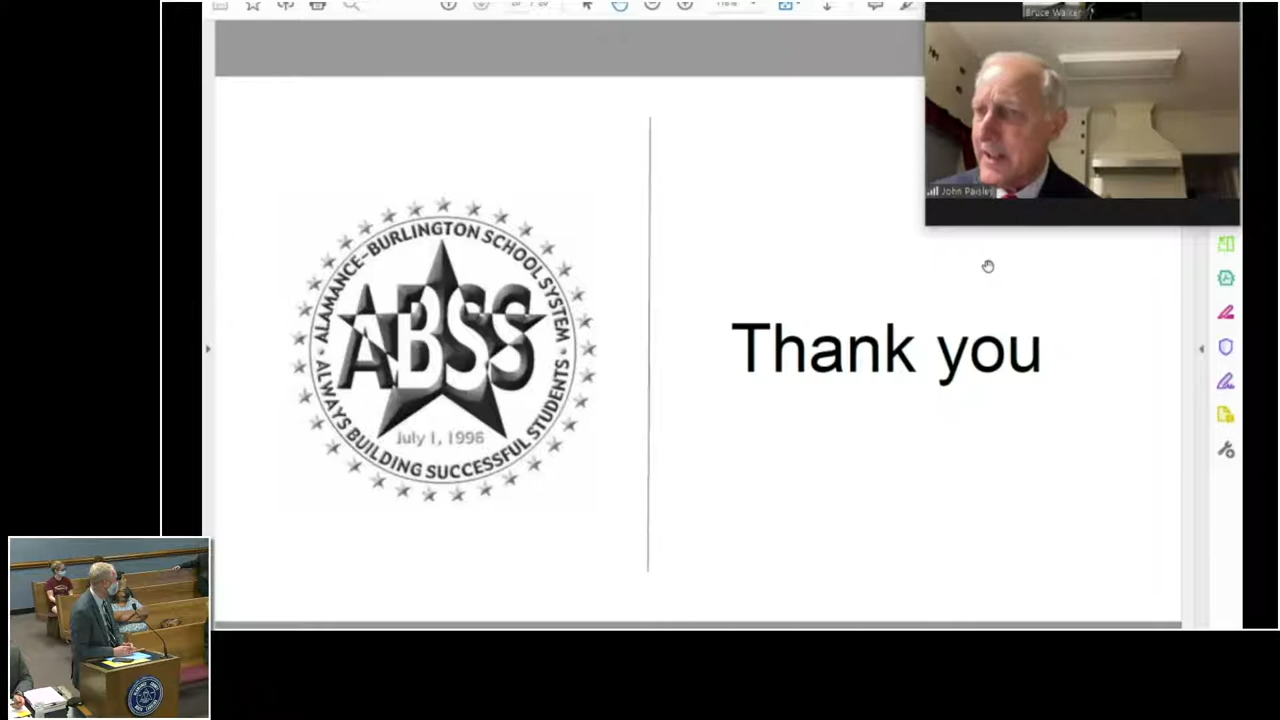 Bruce Walker
John Paisley
ALAMANCE-BURLINGTON SCHOOL SYSTEM
ABSS
July 1, 1996
ALWAYS BUILDING SUCCESSFUL STUDENTS
Thank you